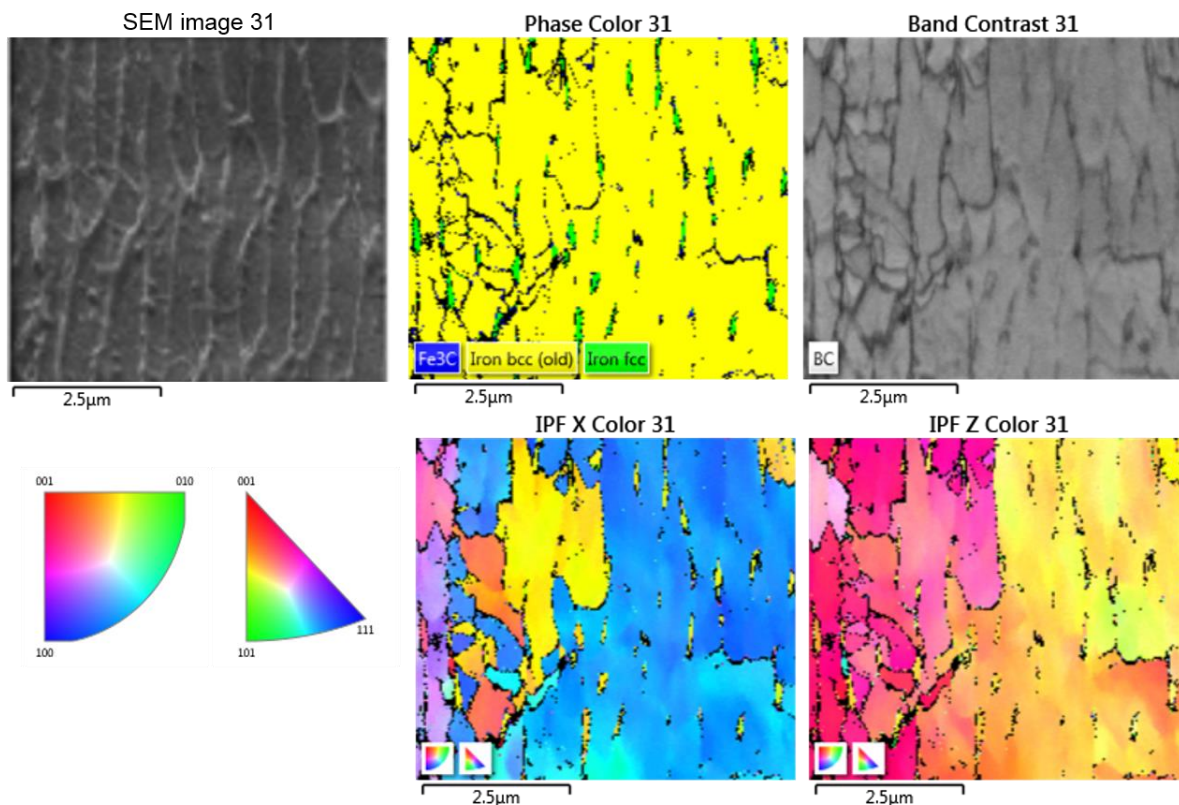 SEM image 31
Phase Color 31
Band Contrast 31
Fe3C
Iron bcc (old)
Iron fcc
BC
2.5µm
2.5µm
2.5µm
IPF X Color 31
IPF Z Color 31
001
010
100
001
111
101
2.5µm
2.5µm